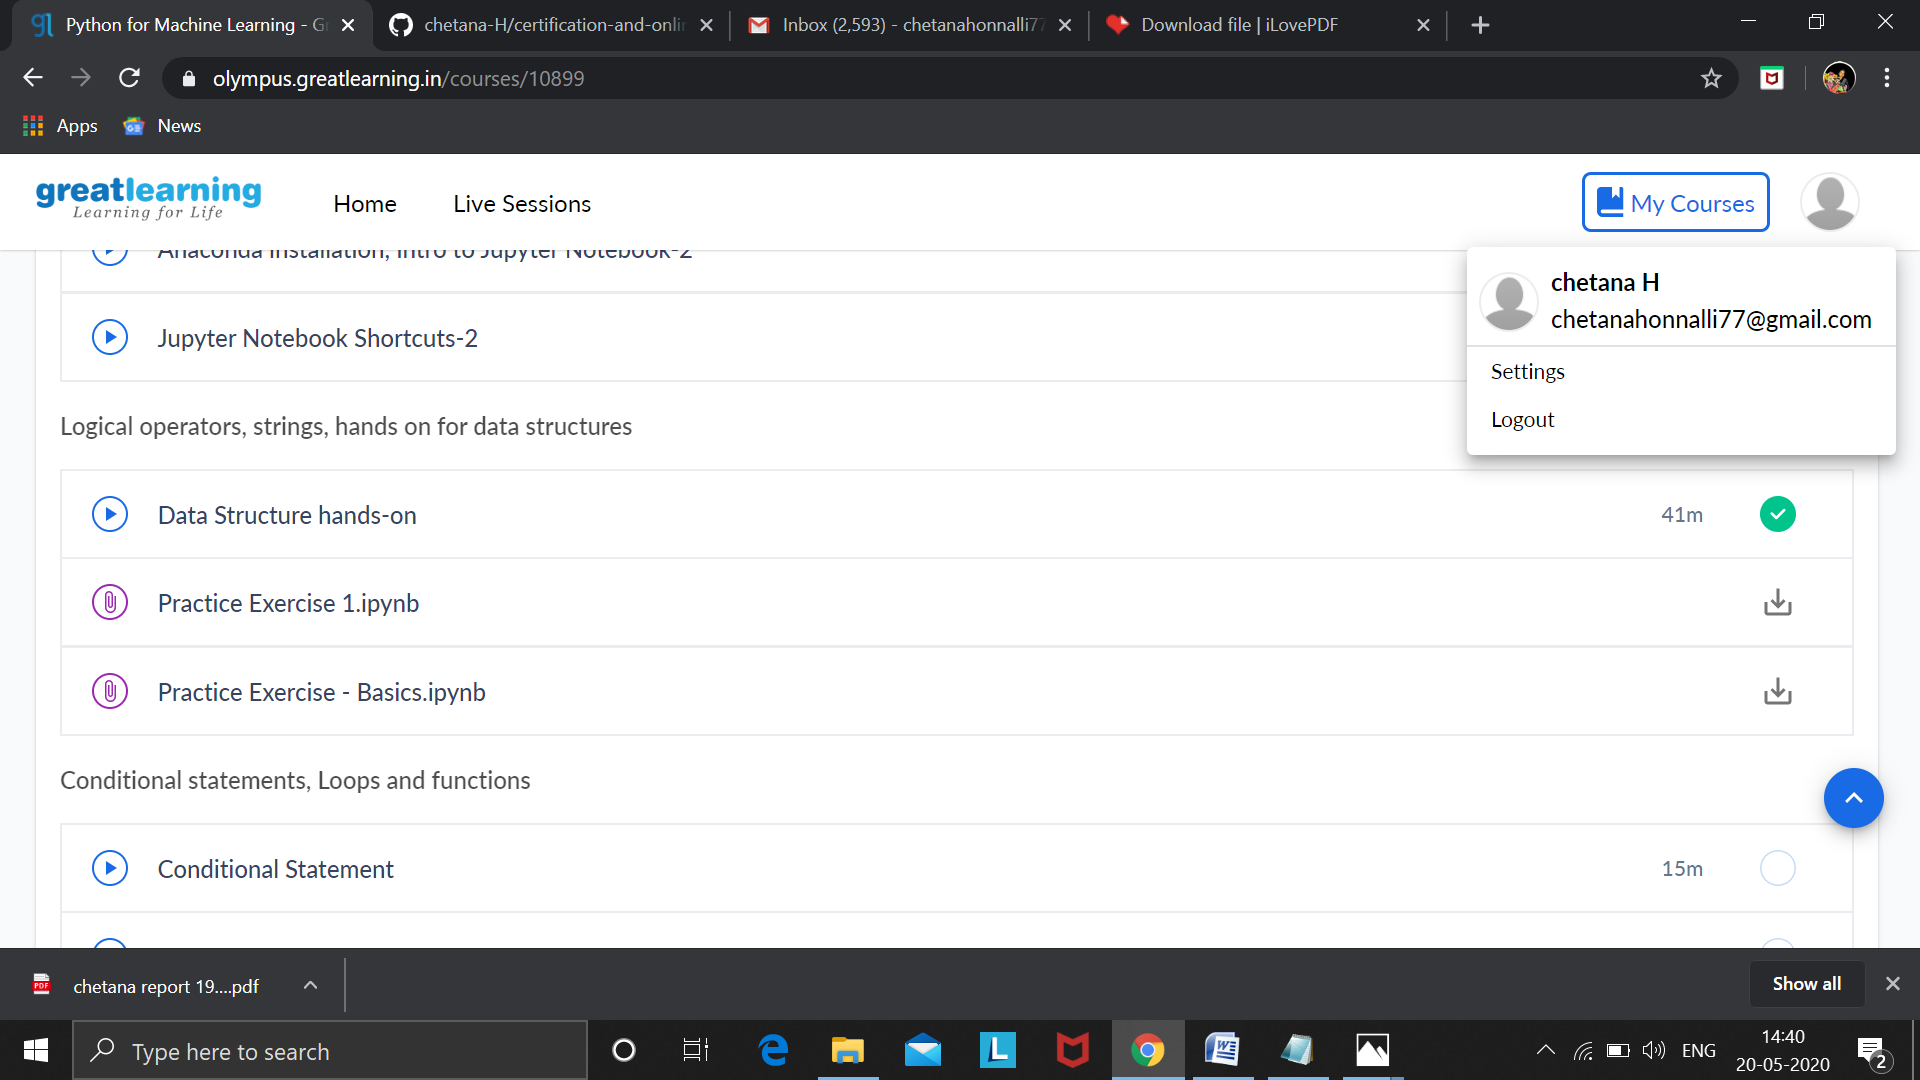 Python for Machine Learning - Gr
chetana-H/certification-and-onlin
Inbox (2,593) - chetanahonnalli77
Download file | iLovePDF
olympus.greatlearning.in/courses/10899
Apps
News
greatlearning
Learning for Life
Home
Live Sessions
My Courses
Anaconda Installation, Intro to Jupyter Notebook-2
chetana H
chetanahonnalli77@gmail.com
Settings
Logout
Jupyter Notebook Shortcuts-2
Logical operators, strings, hands on for data structures
Data Structure hands-on
41m
Practice Exercise 1.ipynb
Practice Exercise - Basics.ipynb
Conditional statements, Loops and functions
Conditional Statement
15m
PDF
chetana report 19....pdf
Show all
Type here to search
ENG
14:40
20-05-2020
2